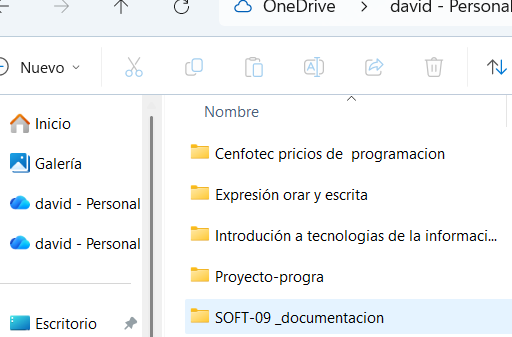 OneDrive > david - Personal
Nuevo
Nombre
Inicio
Galería
david - Personal
david - Personal
Escritorio
Cenfotec pricios de  programacion
Expresión orar y escrita
Introdución a tecnologias de la informaci...
Proyecto-progra
SOFT-09 _documentacion